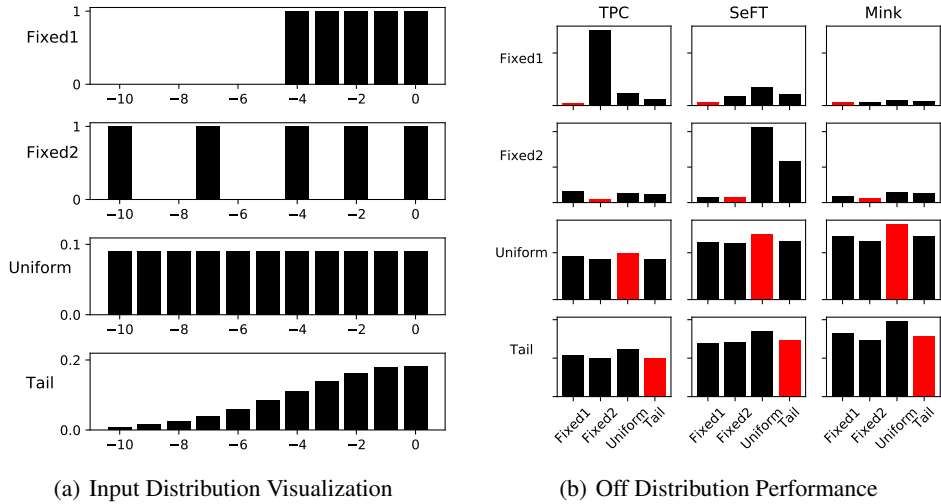 Fixed1
1
0
−10 −8 −6 −4 −2 0
Fixed2
1
0
−10 −8 −6 −4 −2 0
Uniform
0.1
0.0
−10 −8 −6 −4 −2 0
Tail
0.2
0.0
−10 −8 −6 −4 −2 0
(a) Input Distribution Visualization
TPC SeFT Mink
Fixed1
Fixed2
Uniform
Tail
Fixed1 Fixed2 Uniform Tail Fixed1 Fixed2 Uniform Tail Fixed1 Fixed2 Uniform Tail
(b) Off Distribution Performance